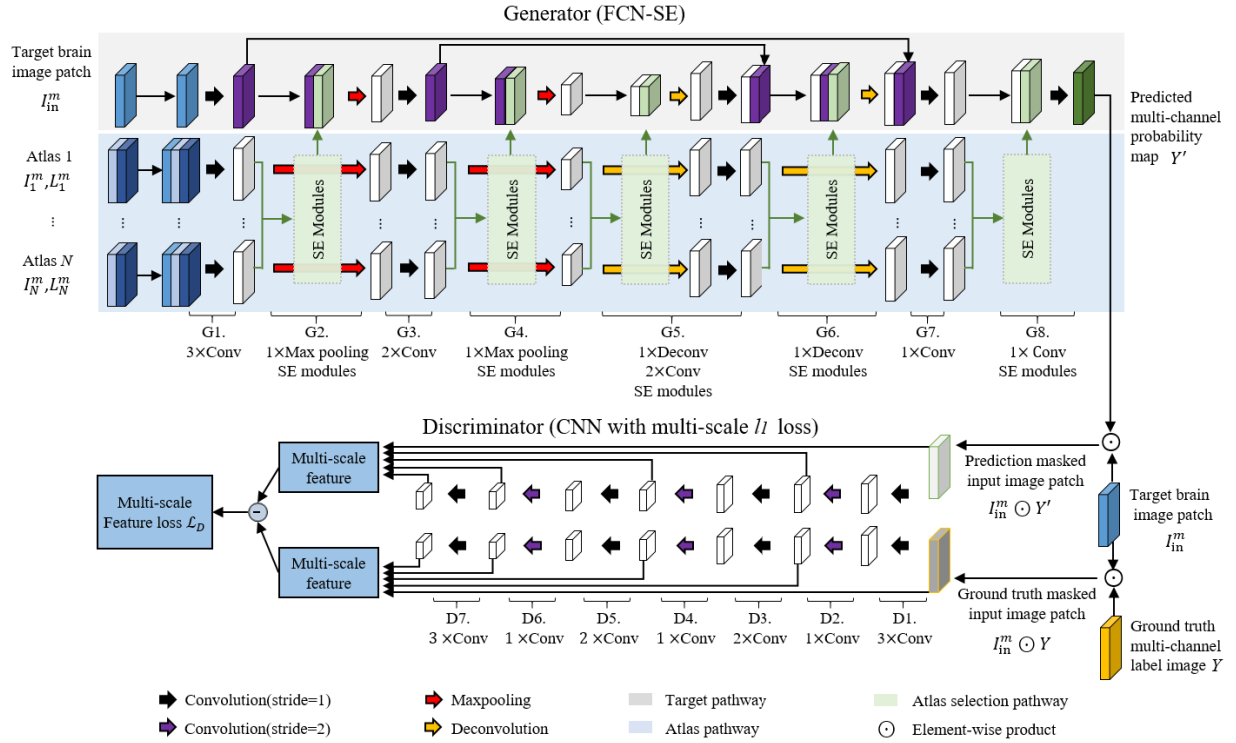 Generator (FCN-SE)
Target brain
image patch
I_in^m
Atlas 1
I_1^m,L_1^m
⋮
⋮
⋮
⋮
⋮
⋮
⋮
⋮
⋮
⋮
⋮
Atlas N
I_N^m,L_N^m
SE Modules
SE Modules
SE Modules
SE Modules
SE Modules
Predicted
multi-channel
probability
map Y′
G1.
3×Conv
G2.
1×Max pooling
SE modules
G3.
2×Conv
G4.
1×Max pooling
SE modules
G5.
1×Deconv
2×Conv
SE modules
G6.
1×Deconv
SE modules
G7.
1×Conv
G8.
1× Conv
SE modules
Discriminator (CNN with multi-scale l1 loss)
Multi-scale
feature
Multi-scale
Feature loss ℒ_D
−
Multi-scale
feature
Prediction masked
input image patch
I_in^m ⊙ Y′
Target brain
image patch
I_in^m
Ground truth masked
input image patch
I_in^m ⊙ Y
Ground truth
multi-channel
label image Y
D7.
3 ×Conv
D6.
1 ×Conv
D5.
2 ×Conv
D4.
1 ×Conv
D3.
2×Conv
D2.
1×Conv
D1.
3×Conv
Convolution(stride=1)
Maxpooling
Target pathway
Atlas selection pathway
Convolution(stride=2)
Deconvolution
Atlas pathway
Element-wise product